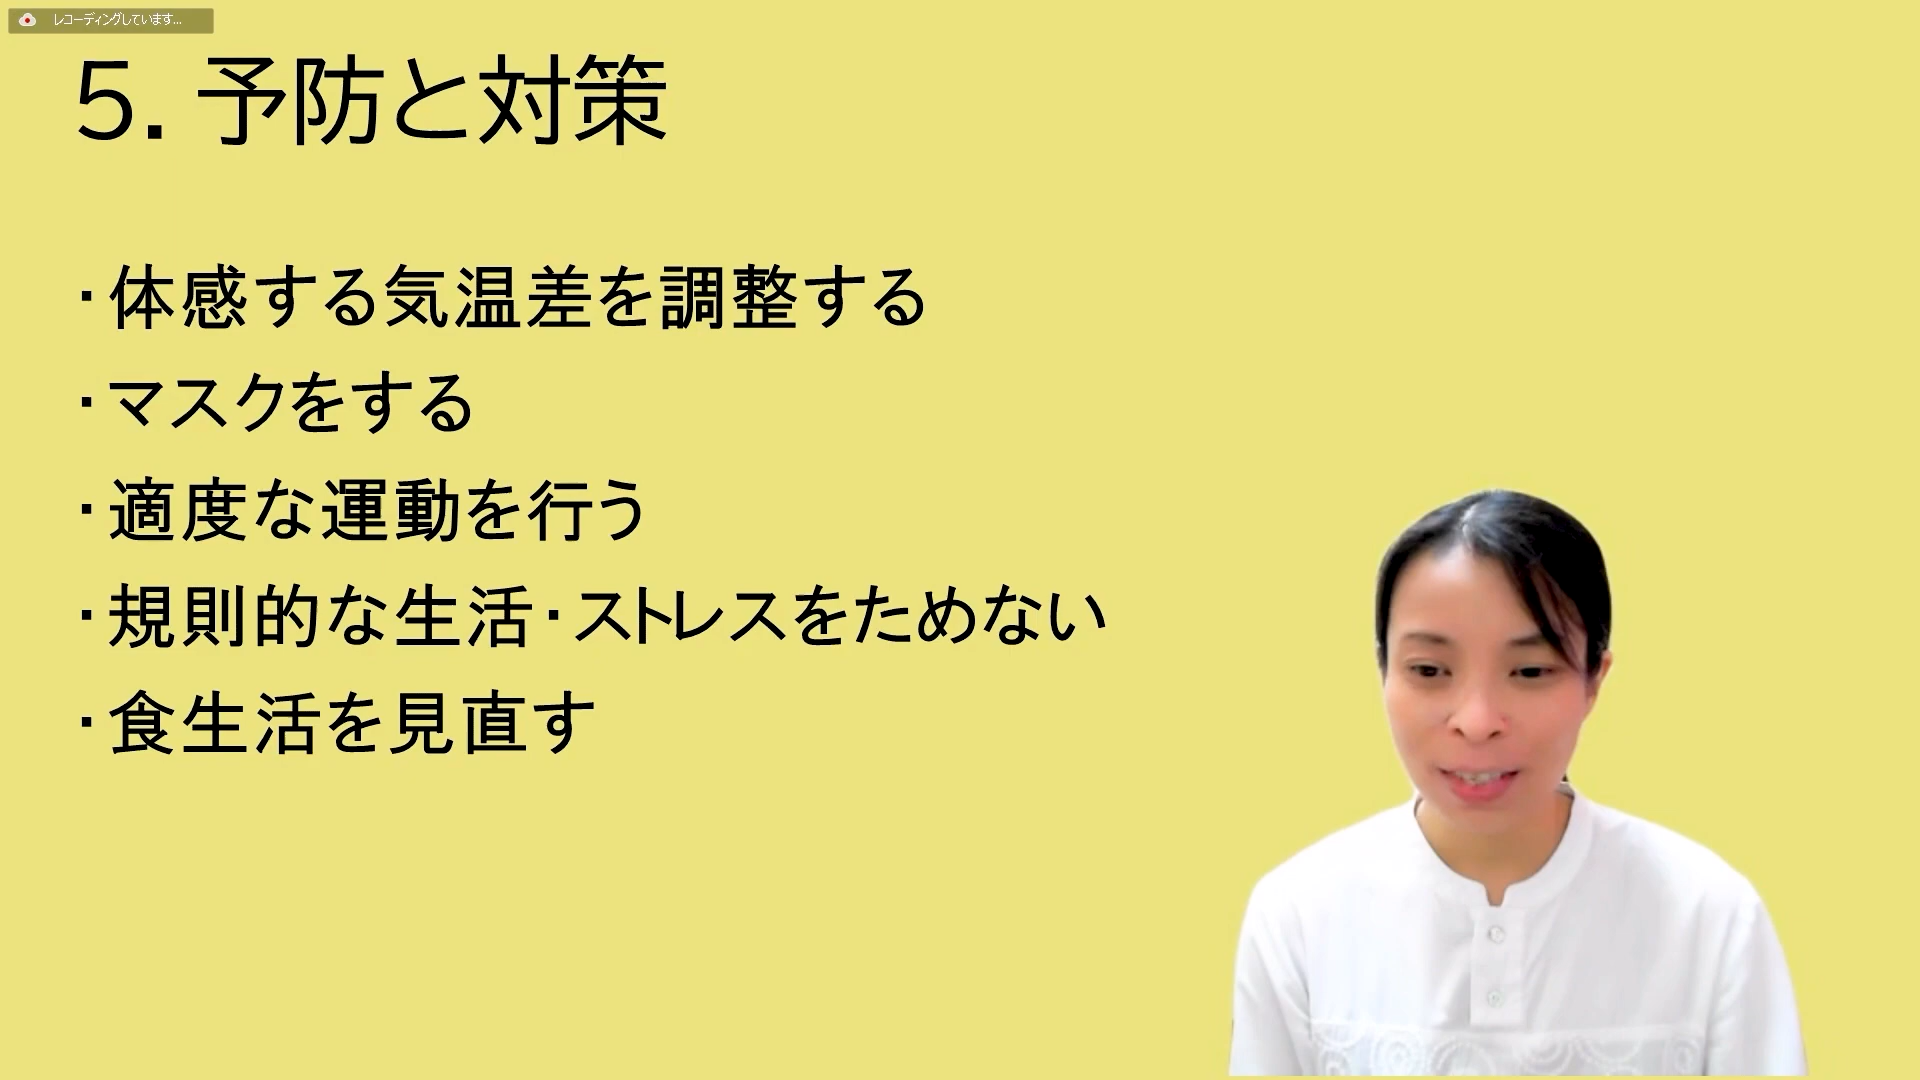 レコーディングしています...
5. 予防と対策
・体感する気温差を調整する
・マスクをする
・適度な運動を行う
・規則的な生活・ストレスをためない
・食生活を見直す